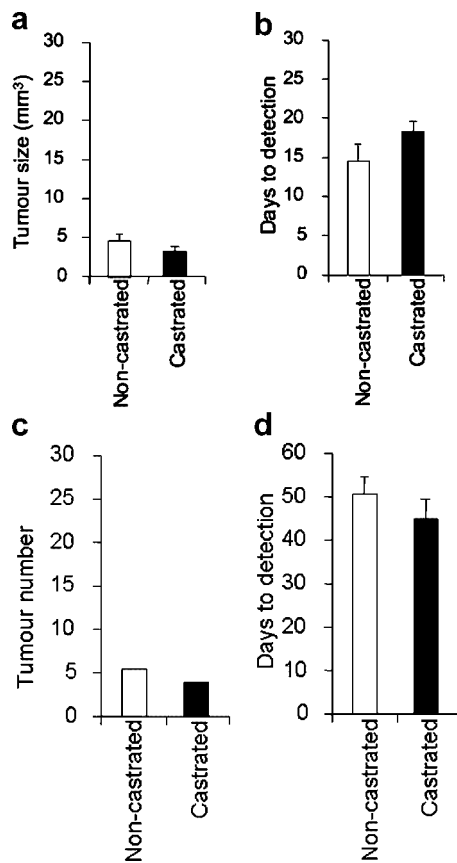 a
Tumour size (mm³)
30
25
20
15
10
5
0
Non-castrated
Castrated
b
Days to detection
30
25
20
15
10
5
0
Non-castrated
Castrated
c
Tumour number
30
25
20
15
10
5
0
Non-castrated
Castrated
d
Days to detection
60
50
40
30
20
10
0
Non-castrated
Castrated